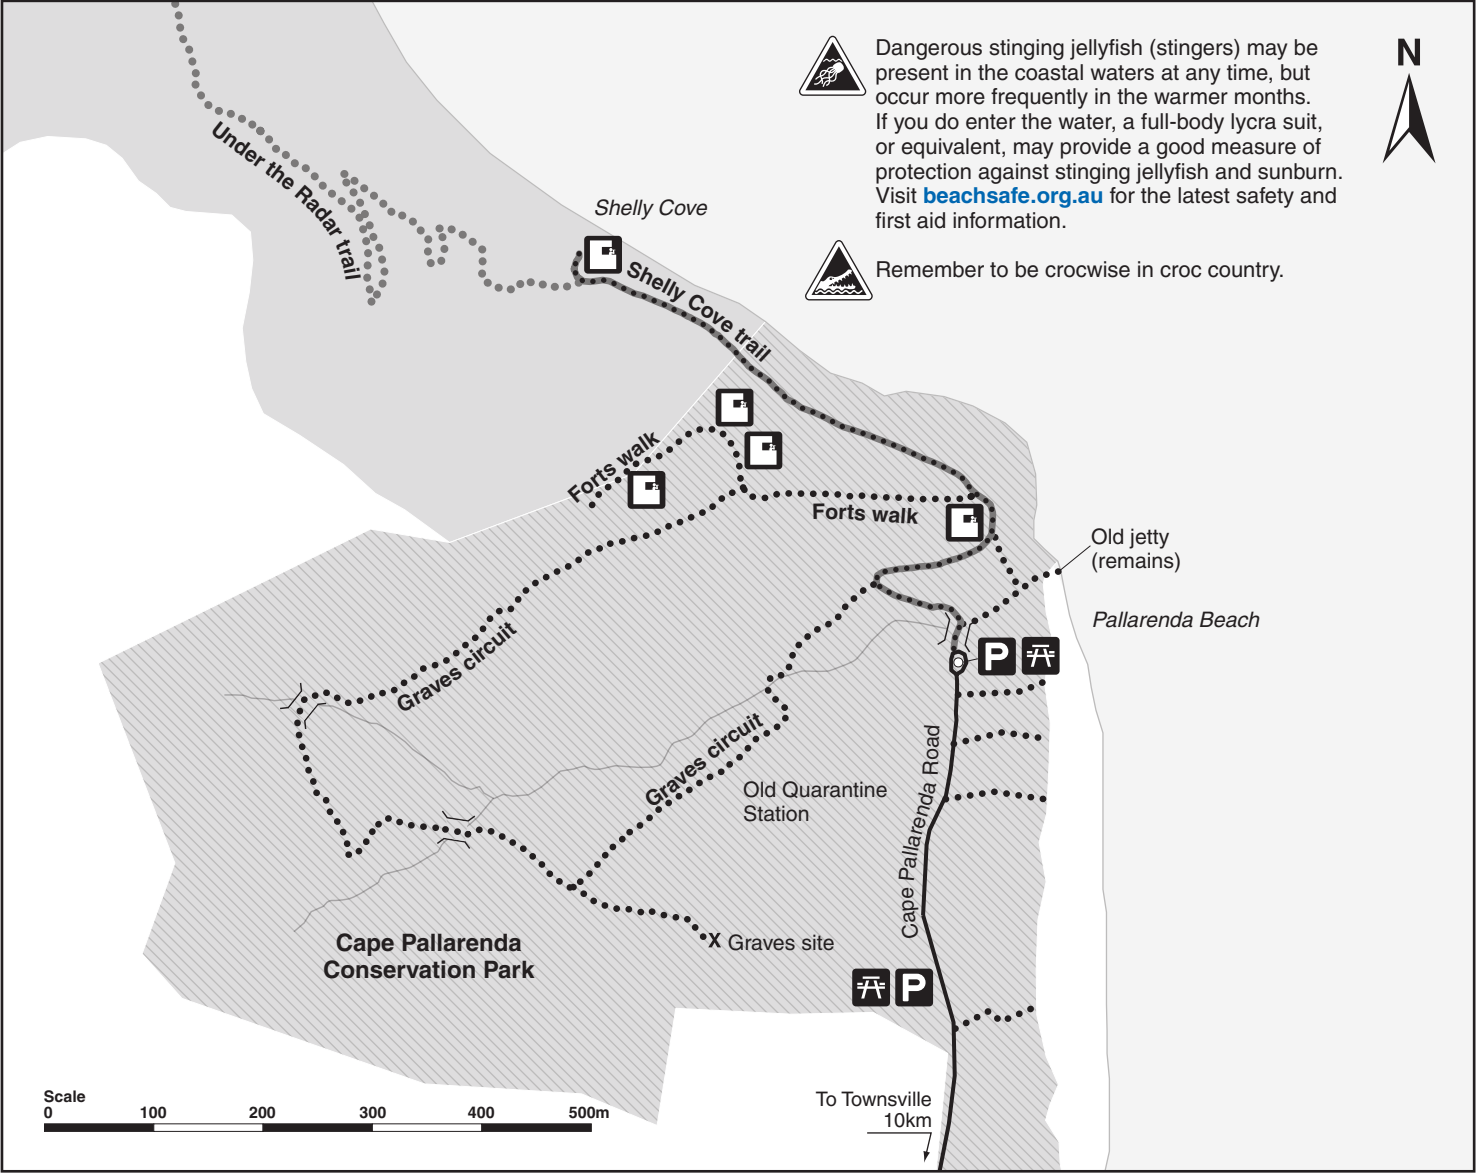 Dangerous stinging jellyfish (stingers) may be
present in the coastal waters at any time, but
occur more frequently in the warmer months.
If you do enter the water, a full-body lycra suit,
or equivalent, may provide a good measure of
protection against stinging jellyfish and sunburn.
Visit beachsafe.org.au for the latest safety and
first aid information.
N
Remember to be crocwise in croc country.
Under the Radar trail
Shelly Cove
Shelly Cove trail
Forts walk
Forts walk
Old jetty
(remains)
Pallarenda Beach
P
Graves circuit
Graves circuit
Old Quarantine
Station
Cape Pallarenda Road
Cape Pallarenda
Conservation Park
X Graves site
P
Scale
0 100 200 300 400 500m
To Townsville
10km